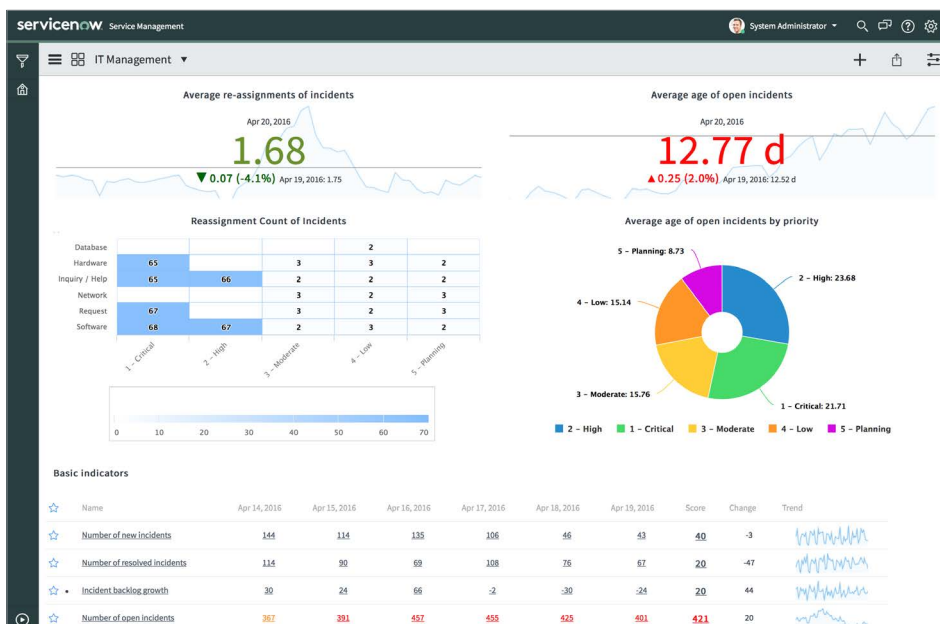 servicenow Service Management
System Administrator
IT Management
Average re-assignments of incidents
Apr 20, 2016
1.68
▼ 0.07 (-4.1%) Apr 19, 2016: 1.75
Average age of open incidents
Apr 20, 2016
12.77 d
▲ 0.25 (2.0%) Apr 19, 2016: 12.52 d
Reassignment Count of Incidents
Database 2
Hardware 65 3 3 2
Inquiry / Help 65 66 2 2 2
Network 3 2 3
Request 67 3 2 3
Software 68 67 2 3 2
1 – Critical 2 – High 3 – Moderate 4 – Low 5 – Planning
0 10 20 30 40 50 60 70
Average age of open incidents by priority
5 – Planning: 8.73
2 – High: 23.68
4 – Low: 15.14
3 – Moderate: 15.76
1 – Critical: 21.71
2 – High 1 – Critical 3 – Moderate 4 – Low 5 – Planning
Basic indicators
Name Apr 14, 2016 Apr 15, 2016 Apr 16, 2016 Apr 17, 2016 Apr 18, 2016 Apr 19, 2016 Score Change Trend
Number of new incidents 144 114 135 106 46 43 40 -3
Number of resolved incidents 114 90 69 108 76 67 20 -47
Incident backlog growth 30 24 66 -2 -30 -24 20 44
Number of open incidents 367 391 457 455 425 401 421 20